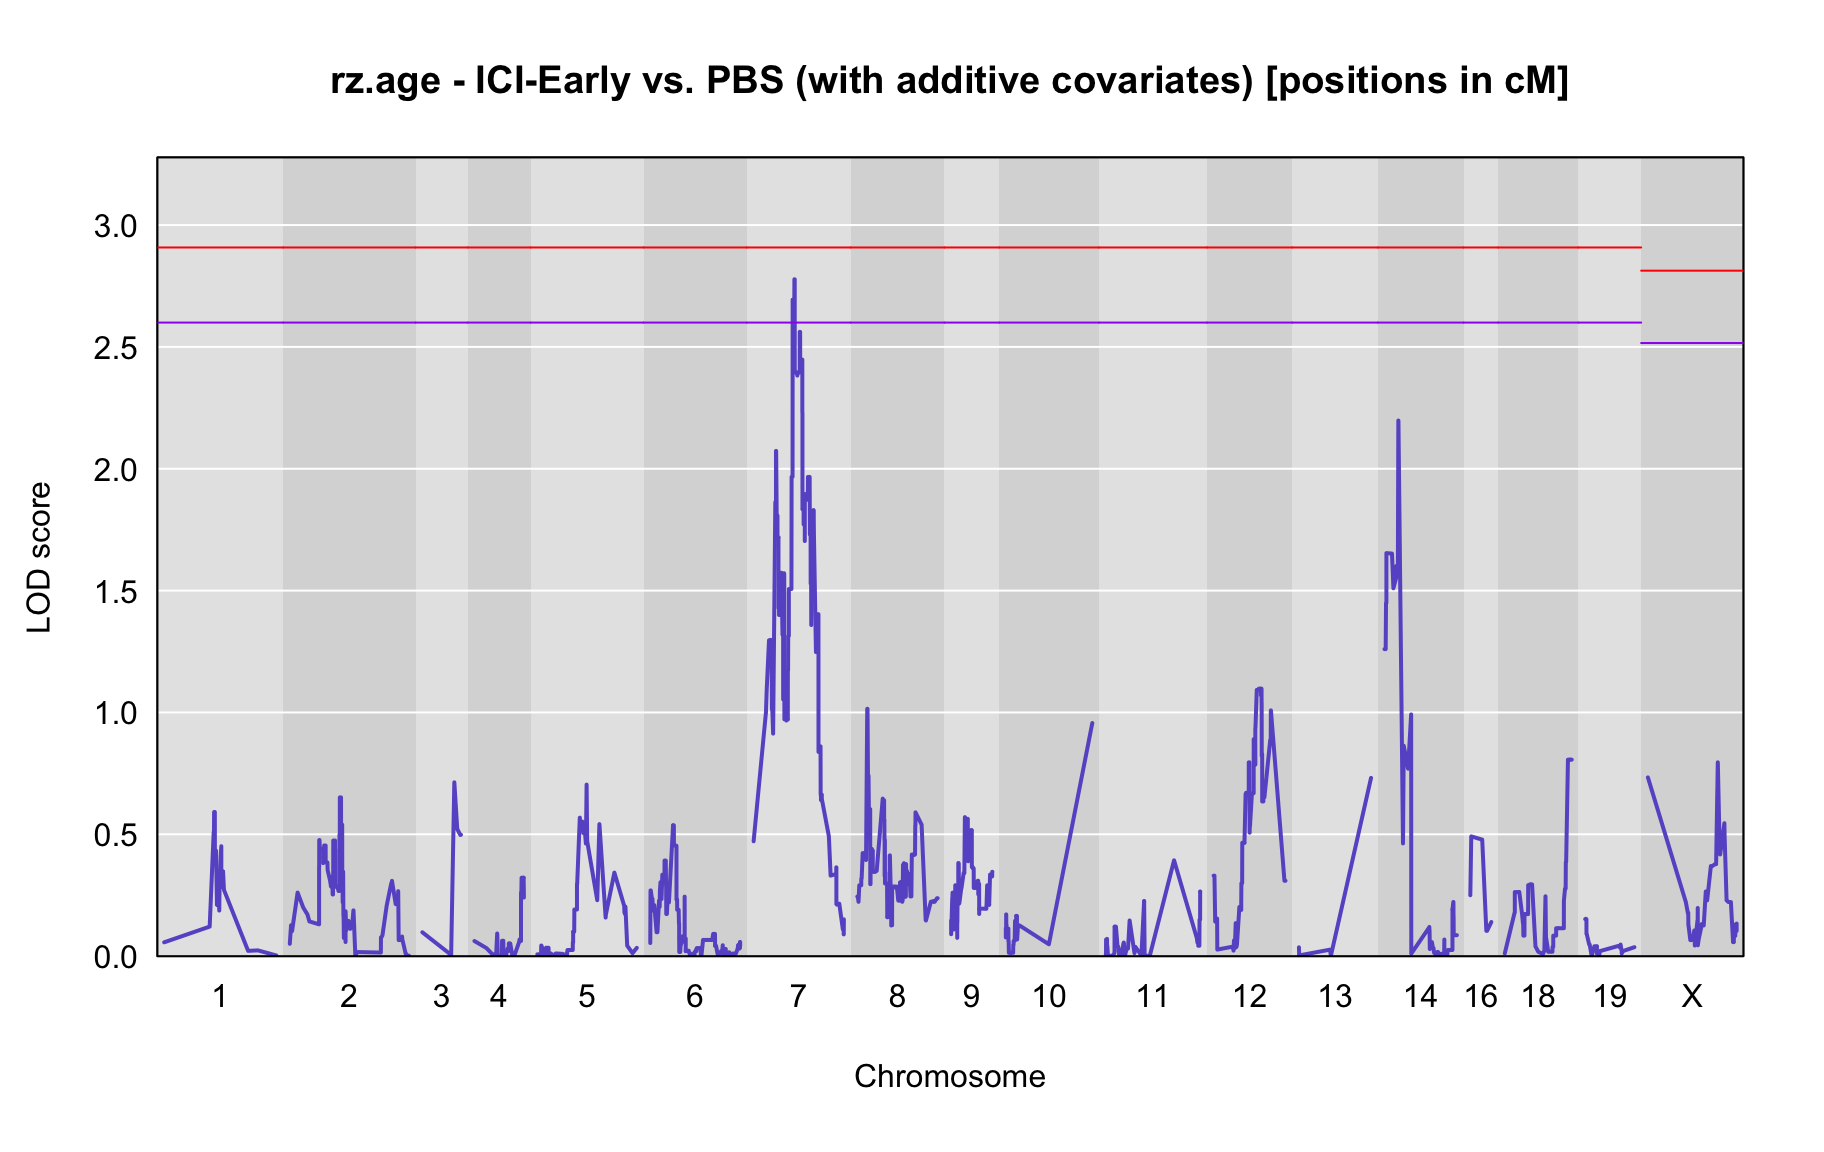 rz.age - ICI-Early vs. PBS (with additive covariates) [positions in cM]
3.0
2.5
2.0
1.5
1.0
0.5
0.0
LOD score
1 2 3 4 5 6 7 8 9 10 11 12 13 14 16 18 19 X
Chromosome